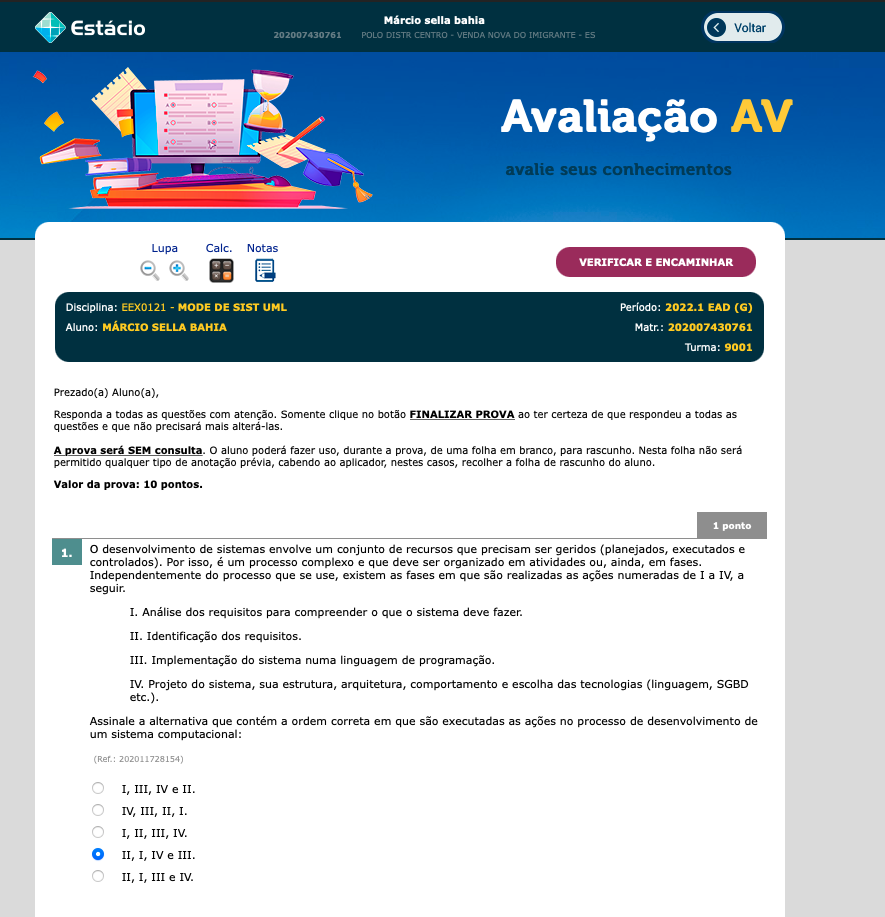 Estácio
Márcio sella bahia
202007430761 POLO DISTR CENTRO - VENDA NOVA DO IMIGRANTE - ES
Voltar
Avaliação AV
avalie seus conhecimentos
Lupa Calc. Notas
VERIFICAR E ENCAMINHAR
Disciplina: EEX0121 - MODE DE SIST UML Período: 2022.1 EAD (G)
Aluno: MÁRCIO SELLA BAHIA Matr.: 202007430761
Turma: 9001
Prezado(a) Aluno(a),
Responda a todas as questões com atenção. Somente clique no botão FINALIZAR PROVA ao ter certeza de que respondeu a todas as
questões e que não precisará mais alterá-las.
A prova será SEM consulta. O aluno poderá fazer uso, durante a prova, de uma folha em branco, para rascunho. Nesta folha não será
permitido qualquer tipo de anotação prévia, cabendo ao aplicador, nestes casos, recolher a folha de rascunho do aluno.
Valor da prova: 10 pontos.
1 ponto
1. O desenvolvimento de sistemas envolve um conjunto de recursos que precisam ser geridos (planejados, executados e
controlados). Por isso, é um processo complexo e que deve ser organizado em atividades ou, ainda, em fases.
Independentemente do processo que se use, existem as fases em que são realizadas as ações numeradas de I a IV, a
seguir.
I. Análise dos requisitos para compreender o que o sistema deve fazer.
II. Identificação dos requisitos.
III. Implementação do sistema numa linguagem de programação.
IV. Projeto do sistema, sua estrutura, arquitetura, comportamento e escolha das tecnologias (linguagem, SGBD
etc.).
Assinale a alternativa que contém a ordem correta em que são executadas as ações no processo de desenvolvimento de
um sistema computacional:
(Ref.: 202011728154)
I, III, IV e II.
IV, III, II, I.
I, II, III, IV.
II, I, IV e III.
II, I, III e IV.